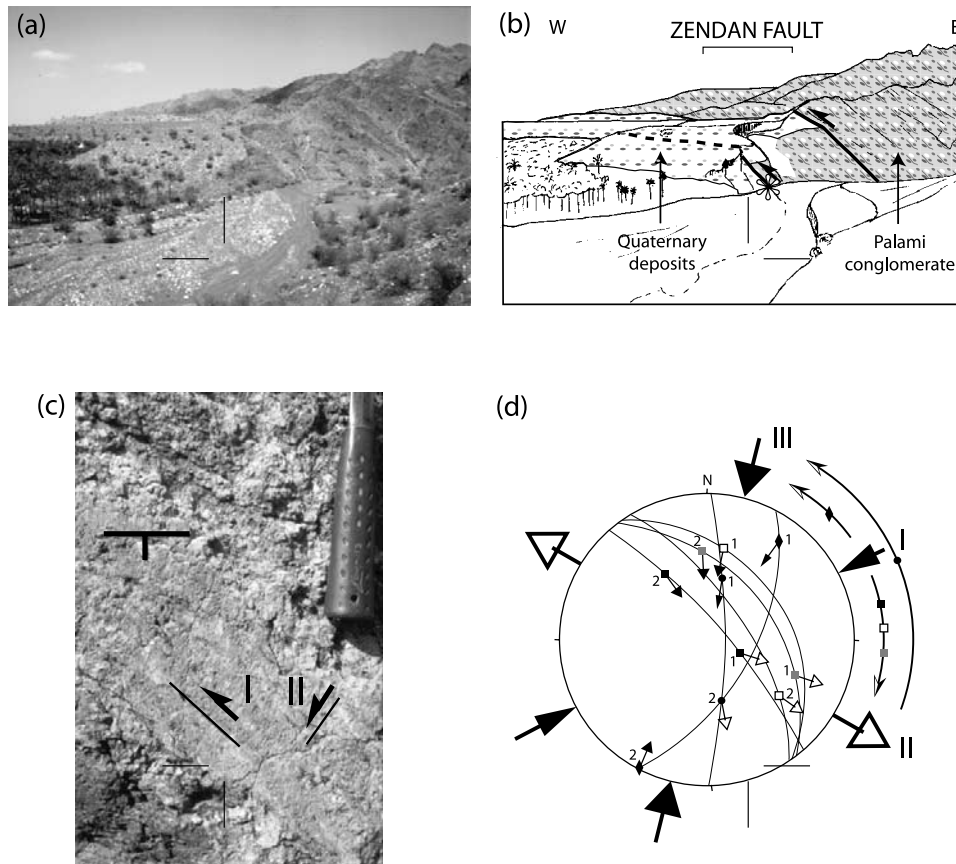 (a)
(b)
W
ZENDAN FAULT
E
Quaternary
deposits
Palami
conglomerate
(c)
I
II
(d)
III
N
I
II
1
2
1
1
2
1
1
2
2
2